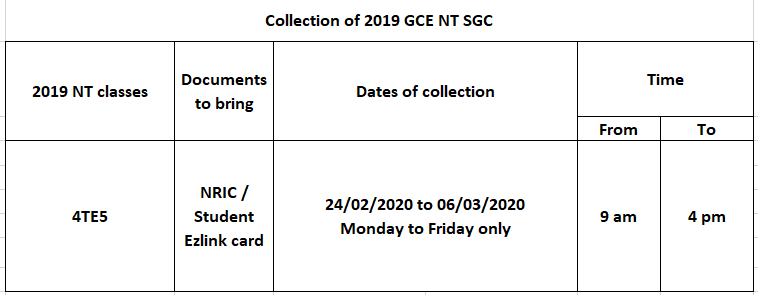 Collection of 2019 GCE NT SGC
2019 NT classes
Documents
to bring
Dates of collection
Time
From
To
4TE5
NRIC /
Student
Ezlink card
24/02/2020 to 06/03/2020
Monday to Friday only
9 am
4 pm